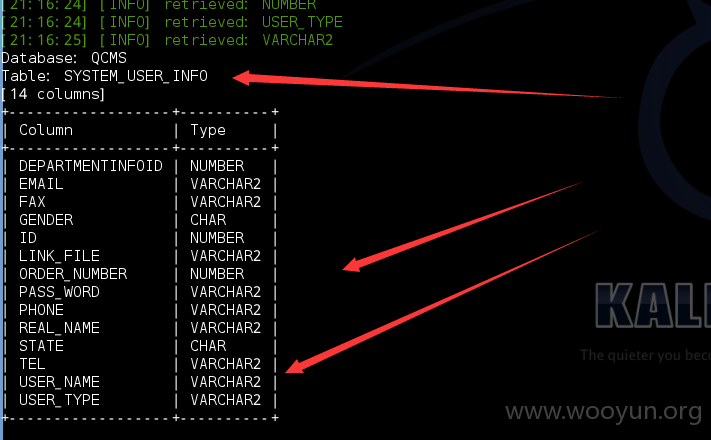 [21:16:24] [INFO] retrieved: NUMBER
[21:16:24] [INFO] retrieved: USER_TYPE
[21:16:25] [INFO] retrieved: VARCHAR2
Database: QCMS
Table: SYSTEM_USER_INFO
[14 columns]
+------------------+----------+
| Column | Type |
+------------------+----------+
| DEPARTMENTINFOID | NUMBER |
| EMAIL | VARCHAR2 |
| FAX | VARCHAR2 |
| GENDER | CHAR |
| ID | NUMBER |
| LINK_FILE | VARCHAR2 |
| ORDER_NUMBER | NUMBER |
| PASS_WORD | VARCHAR2 |
| PHONE | VARCHAR2 |
| REAL_NAME | VARCHAR2 |
| STATE | CHAR |
| TEL | VARCHAR2 |
| USER_NAME | VARCHAR2 |
| USER_TYPE | VARCHAR2 |
+------------------+----------+
KALI
The quieter you beco
www.wooyun.org